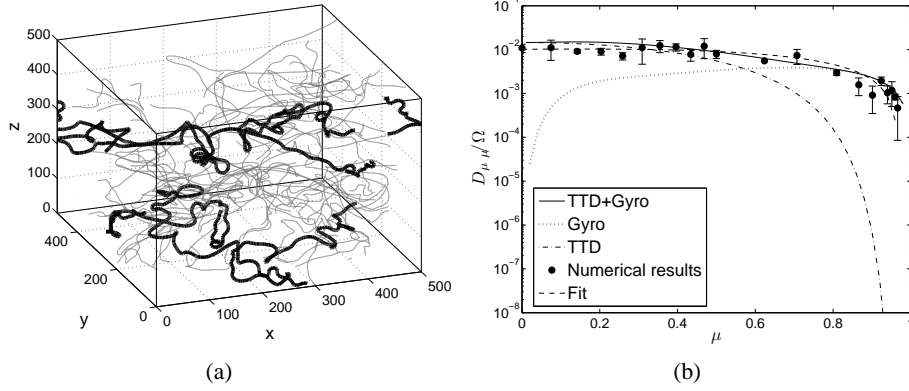 500
400
300
200
100
0
z
400
200
0
y
0
100
200
300
400
500
x
(a)
10⁻¹
10⁻²
10⁻³
10⁻⁴
10⁻⁵
10⁻⁶
10⁻⁷
10⁻⁸
D_{μ μ}/Ω
TTD+Gyro
Gyro
TTD
Numerical results
Fit
0
0.2
0.4
0.6
0.8
μ
(b)